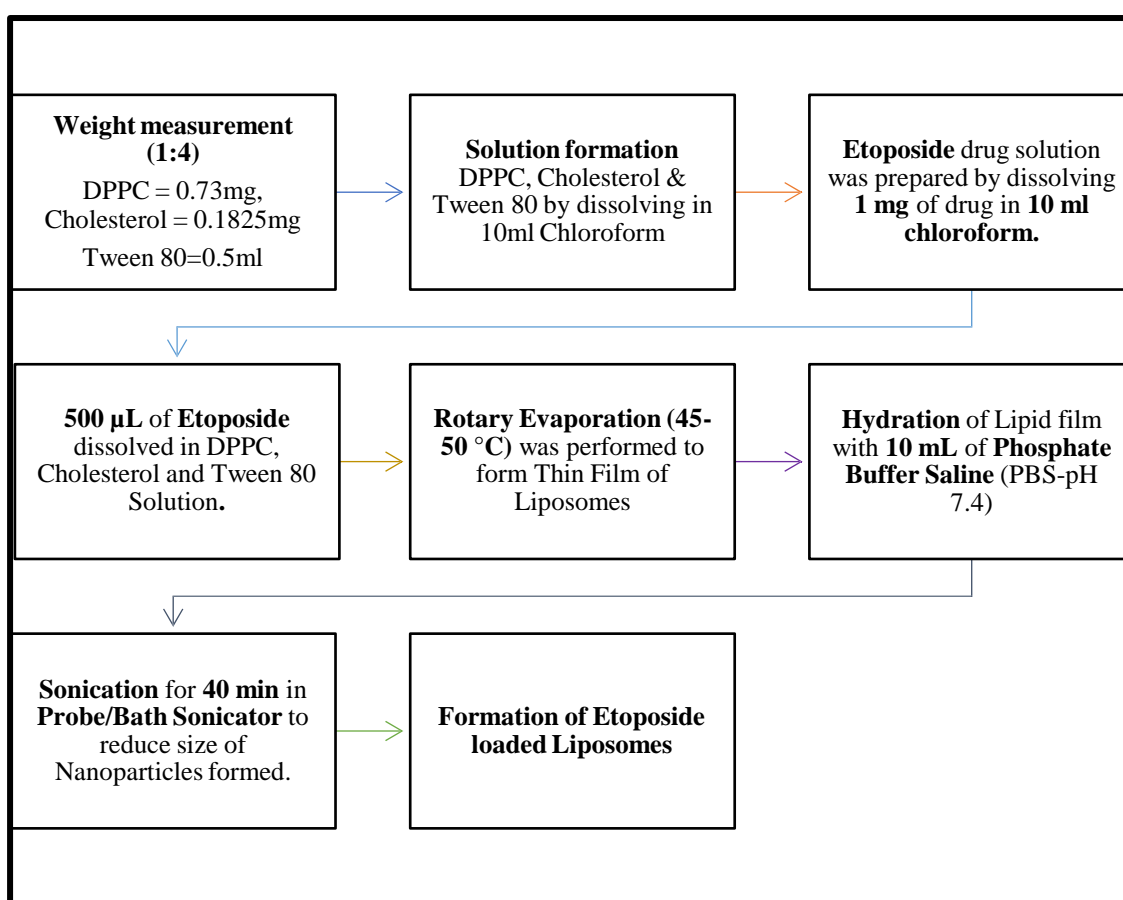 Weight measurement
(1:4)
DPPC = 0.73mg,
Cholesterol = 0.1825mg
Tween 80=0.5ml
Solution formation
DPPC, Cholesterol &
Tween 80 by dissolving in
10ml Chloroform
Etoposide drug solution
was prepared by dissolving
1 mg of drug in 10 ml
chloroform.
500 µL of Etoposide
dissolved in DPPC,
Cholesterol and Tween 80
Solution.
Rotary Evaporation (45-
50 °C) was performed to
form Thin Film of
Liposomes
Hydration of Lipid film
with 10 mL of Phosphate
Buffer Saline (PBS-pH
7.4)
Sonication for 40 min in
Probe/Bath Sonicator to
reduce size of
Nanoparticles formed.
Formation of Etoposide
loaded Liposomes